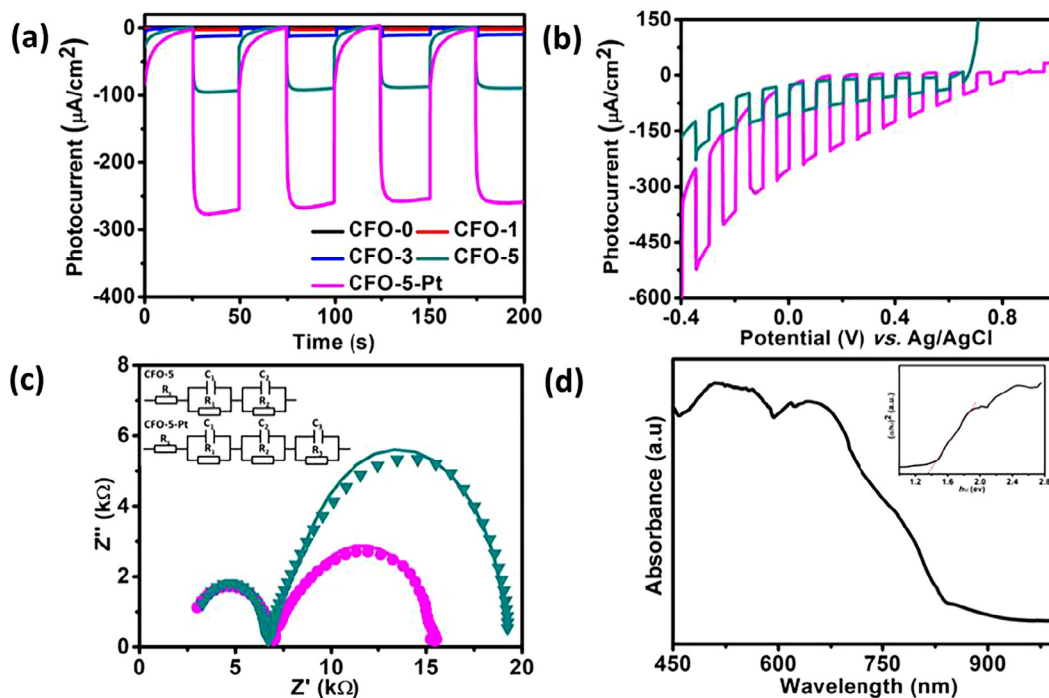 (a)
0
-100
-200
-300
-400
Photocurrent (µA/cm²)
CFO-0 CFO-1
CFO-3 CFO-5
CFO-5-Pt
0 50 100 150 200
Time (s)
(b)
150
0
-150
-300
-450
-600
Photocurrent (µA/cm²)
-0.4 0.0 0.4 0.8
Potential (V) vs. Ag/AgCl
(c)
8
6
4
2
0
Z'' (kΩ)
CFO-5
C₁ C₂
R₁ R₂
CFO-5-Pt
C₁ C₂ C₃
R₁ R₂ R₃
0 5 10 15 20
Z' (kΩ)
(d)
Absorbance (a.u)
(αhυ)² (a.u.)
1.2 1.6 2.0 2.4 2.8
hυ (ev)
450 600 750 900
Wavelength (nm)